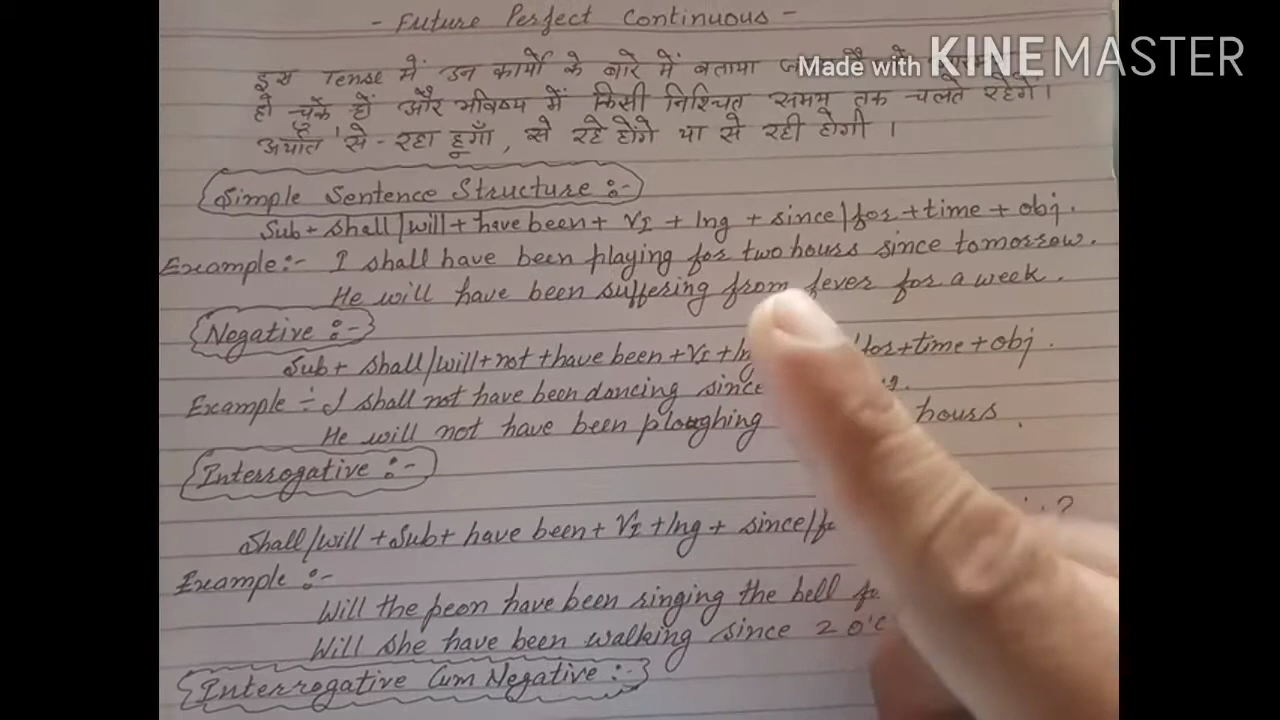 - Future Perfect Continuous -
Made with KINEMASTER
इस Tense में उन कार्यो के बारे में बताया
हो चुके हों और भविष्य में किसी निश्चित समय तक चलते रहेंगे।
अर्थात से - रहा हूगाँ, से रहे होंगे या से रही होगी ।
Simple Sentence Structure :-
Sub + shall/will + have been + V1 + Ing + since/for + time + obj.
Example :- I shall have been playing for two hours since tomorrow.
He will have been suffering from fever for a week.
Negative :-
Sub + shall/will + not + have been + V1 + In for + time + obj.
Example :- I shall not have been dancing since
He will not have been ploughing hours.
Interrogative :-
Shall/will + Sub + have been + V1 + Ing + since/ ?
Example :-
Will the peon have been ringing the bell
Will she have been walking since 2 o'c
Interrogative Cum Negative :-